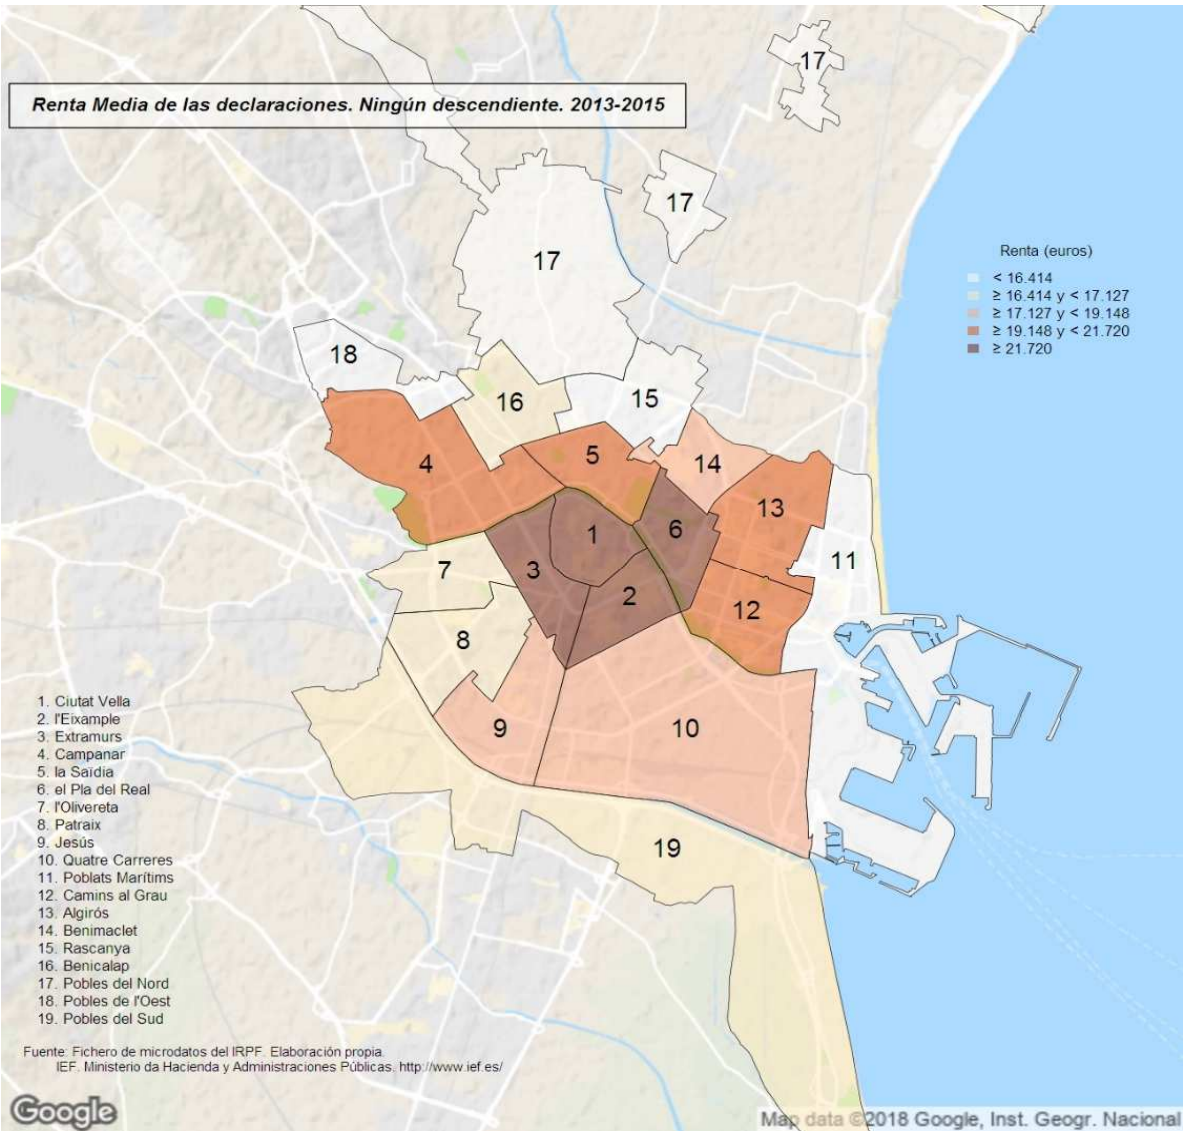 Renta Media de las declaraciones. Ningún descendiente. 2013-2015
17
17
17
18
16
15
4
5
14
13
6
1
3
11
7
2
12
8
9
10
19
Renta (euros)
< 16.414
≥ 16.414 y < 17.127
≥ 17.127 y < 19.148
≥ 19.148 y < 21.720
≥ 21.720
1. Ciutat Vella
2. l'Eixample
3. Extramurs
4. Campanar
5. la Saïdia
6. el Pla del Real
7. l'Olivereta
8. Patraix
9. Jesús
10. Quatre Carreres
11. Poblats Marítims
12. Camins al Grau
13. Algirós
14. Benimaclet
15. Rascanya
16. Benicalap
17. Pobles del Nord
18. Pobles de l'Oest
19. Pobles del Sud
Fuente: Fichero de microdatos del IRPF. Elaboración propia.
IEF. Ministerio da Hacienda y Administraciones Públicas. http://www.ief.es/
Google
Map data ©2018 Google, Inst. Geogr. Nacional